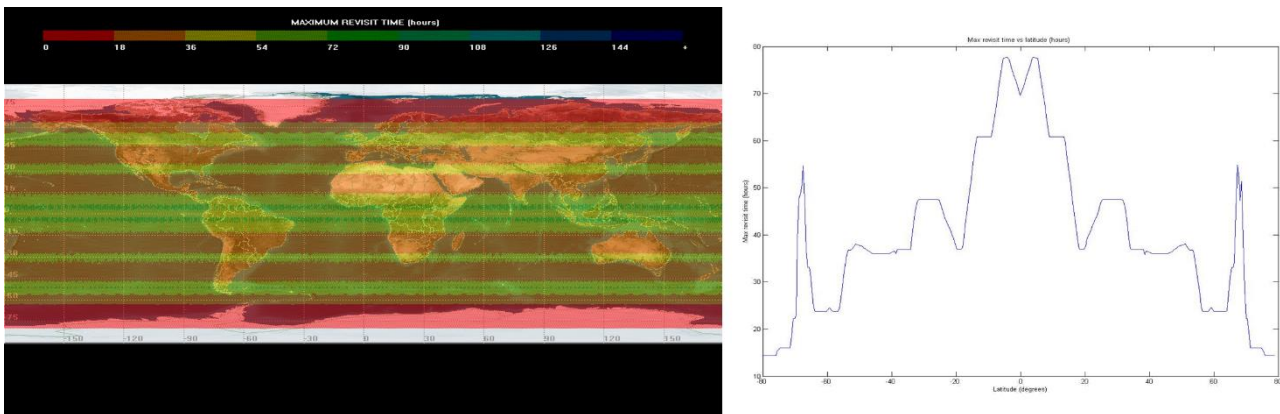 MAXIMUM REVISIT TIME (hours)
0 18 36 54 72 90 108 126 144 +
-150 -120 -90 -60 -30 0 30 60 90 120 150
Max revisit time vs latitude (hours)
80
70
60
50
40
30
20
10
Max revisit time (hours)
-80 -60 -40 -20 0 20 40 60 80
Latitude (degrees)